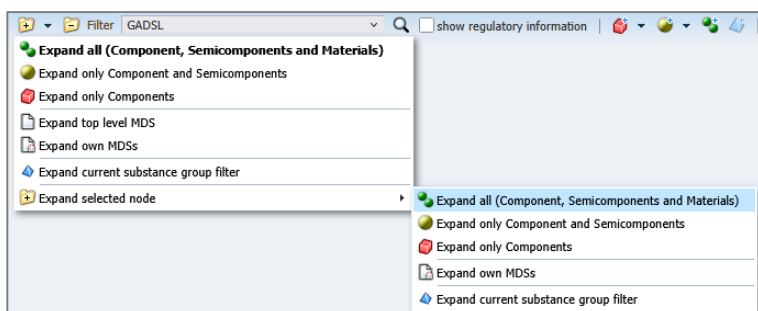 Filter GADSL show regulatory information
Expand all (Component, Semicomponents and Materials)
Expand only Component and Semicomponents
Expand only Components
Expand top level MDS
Expand own MDSs
Expand current substance group filter
Expand selected node
Expand all (Component, Semicomponents and Materials)
Expand only Component and Semicomponents
Expand only Components
Expand own MDSs
Expand current substance group filter